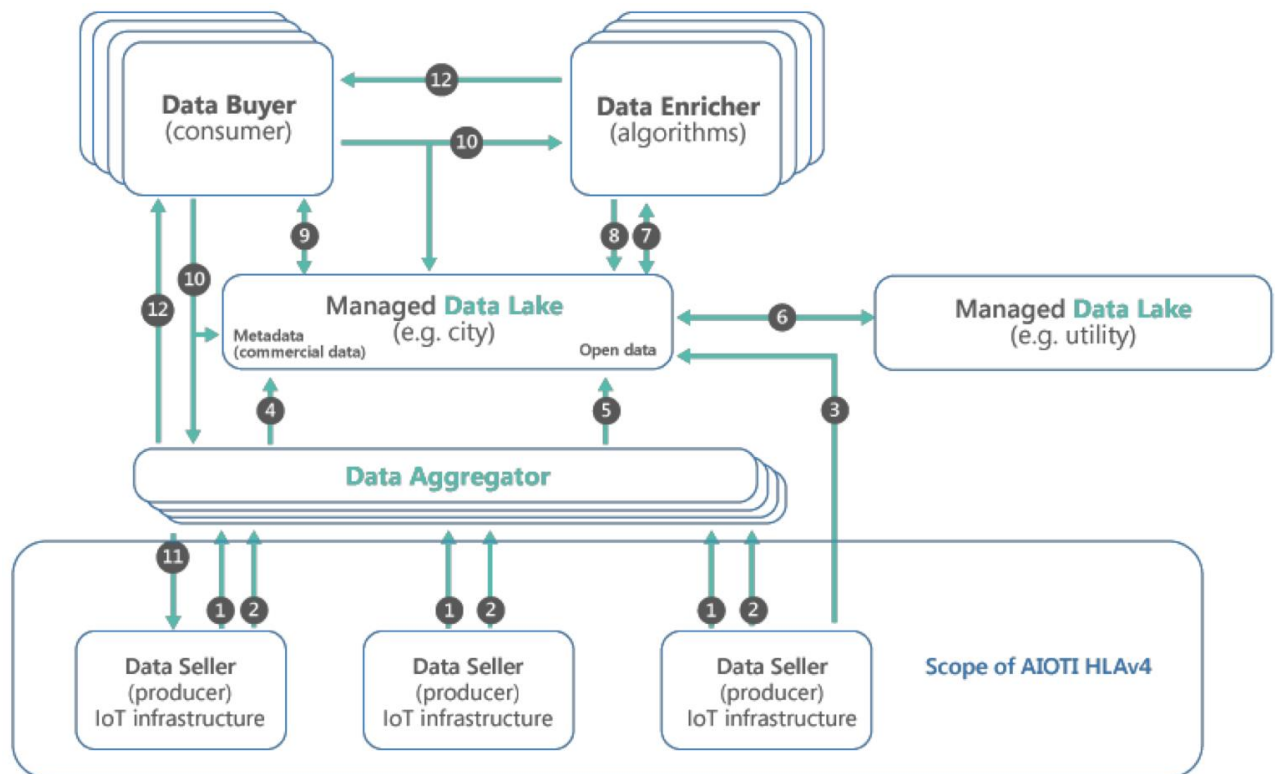 Data Buyer
(consumer)
12
Data Enricher
(algorithms)
10
9
8
7
10
12
Managed Data Lake
(e.g. city)
Metadata
(commercial data)
Open data
6
Managed Data Lake
(e.g. utility)
4
5
3
Data Aggregator
11
1
2
1
2
1
2
Data Seller
(producer)
IoT infrastructure
Data Seller
(producer)
IoT infrastructure
Data Seller
(producer)
IoT infrastructure
Scope of AIOTI HLAv4